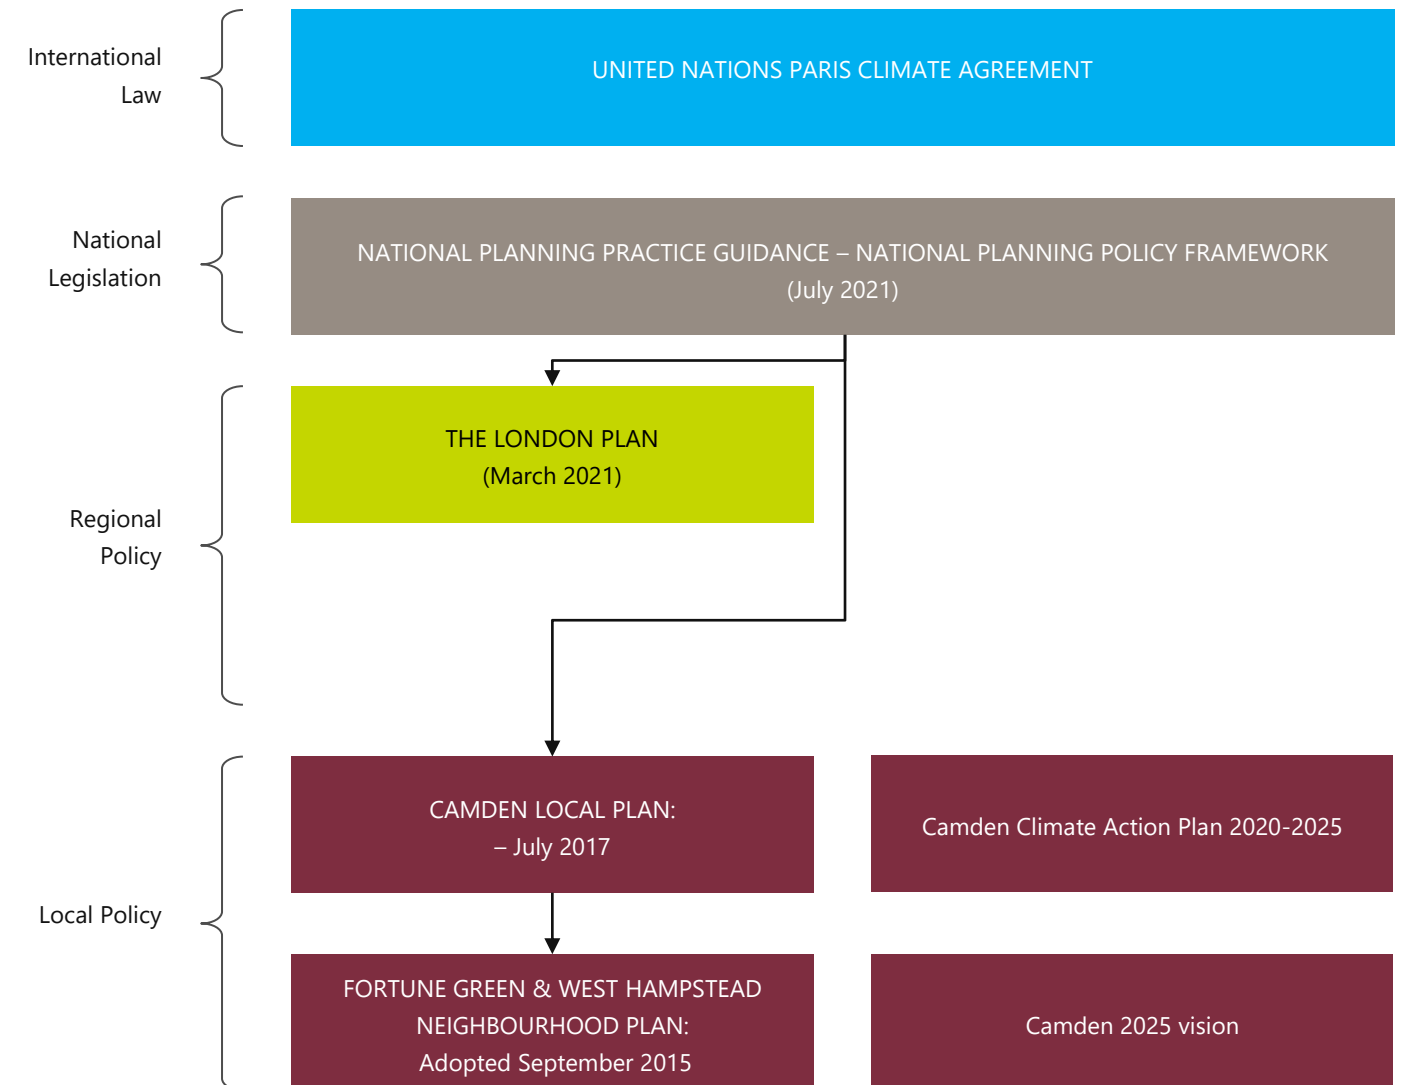 International
Law
UNITED NATIONS PARIS CLIMATE AGREEMENT
National
Legislation
NATIONAL PLANNING PRACTICE GUIDANCE – NATIONAL PLANNING POLICY FRAMEWORK
(July 2021)
Regional
Policy
THE LONDON PLAN
(March 2021)
Local Policy
CAMDEN LOCAL PLAN:
– July 2017
Camden Climate Action Plan 2020-2025
FORTUNE GREEN & WEST HAMPSTEAD
NEIGHBOURHOOD PLAN:
Adopted September 2015
Camden 2025 vision